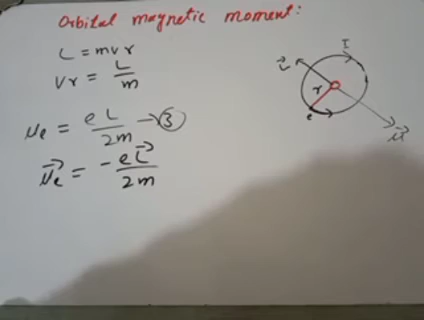 Orbital magnetic moment:
L = mvr
vr = L/m
μe = eL/2m → ③
μ⃗e = -eL⃗/2m
I
L⃗
r
e
μ⃗